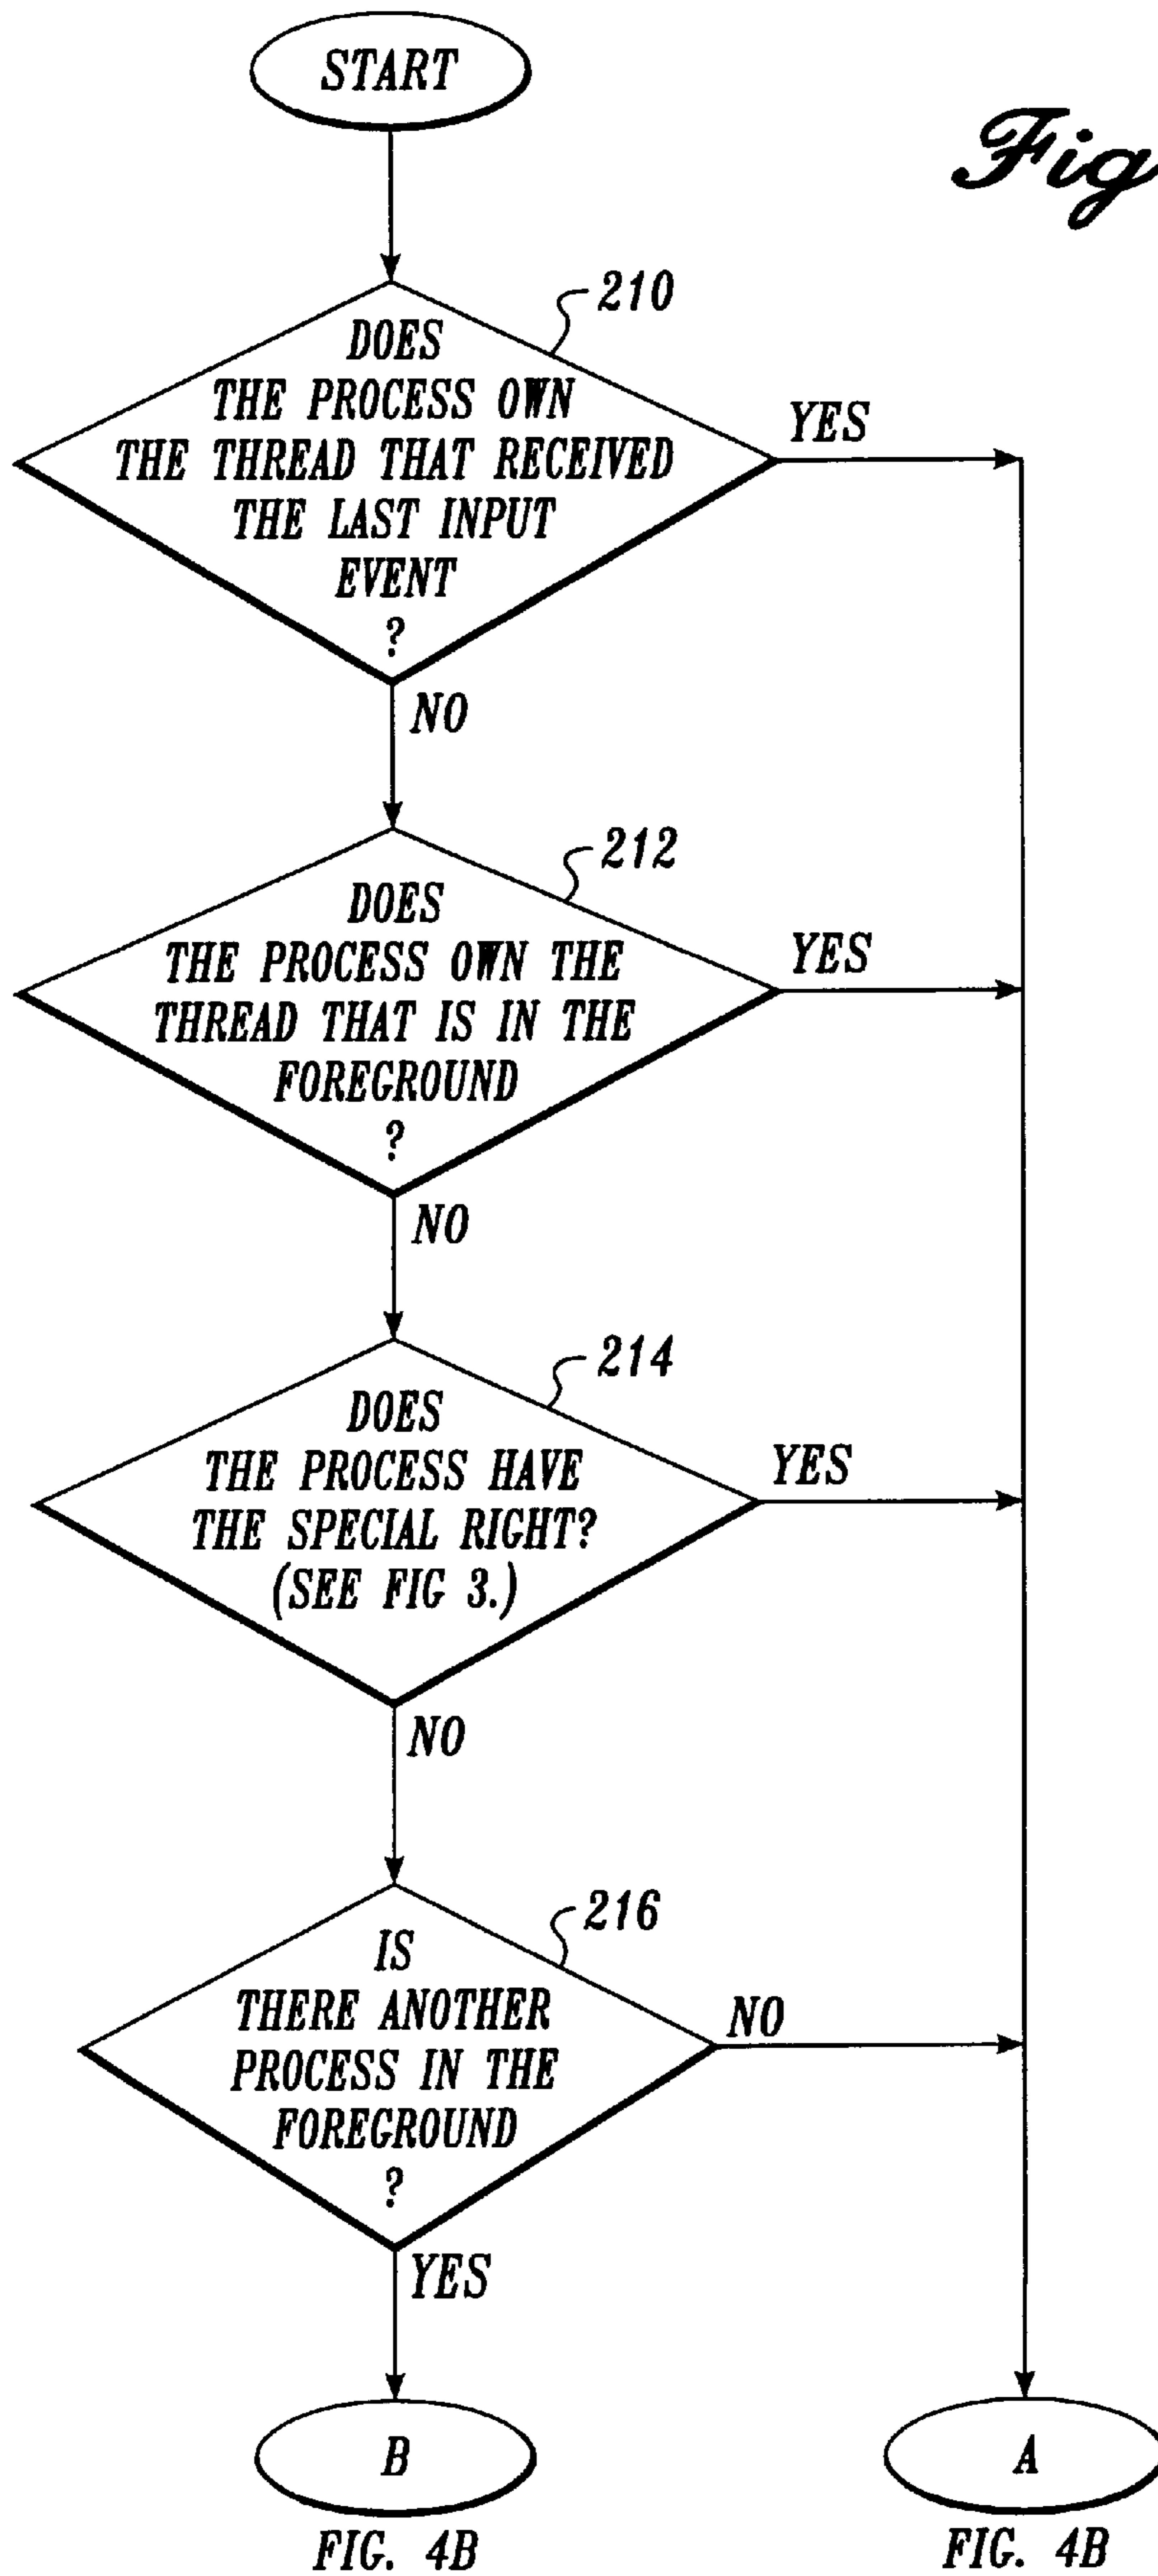 START
Fig
210
DOES
THE PROCESS OWN
THE THREAD THAT RECEIVED
THE LAST INPUT
EVENT
?
YES
NO
212
DOES
THE PROCESS OWN THE
THREAD THAT IS IN THE
FOREGROUND
?
YES
NO
214
DOES
THE PROCESS HAVE
THE SPECIAL RIGHT?
(SEE FIG 3.)
YES
NO
216
IS
THERE ANOTHER
PROCESS IN THE
FOREGROUND
?
NO
YES
B
A
FIG. 4B
FIG. 4B